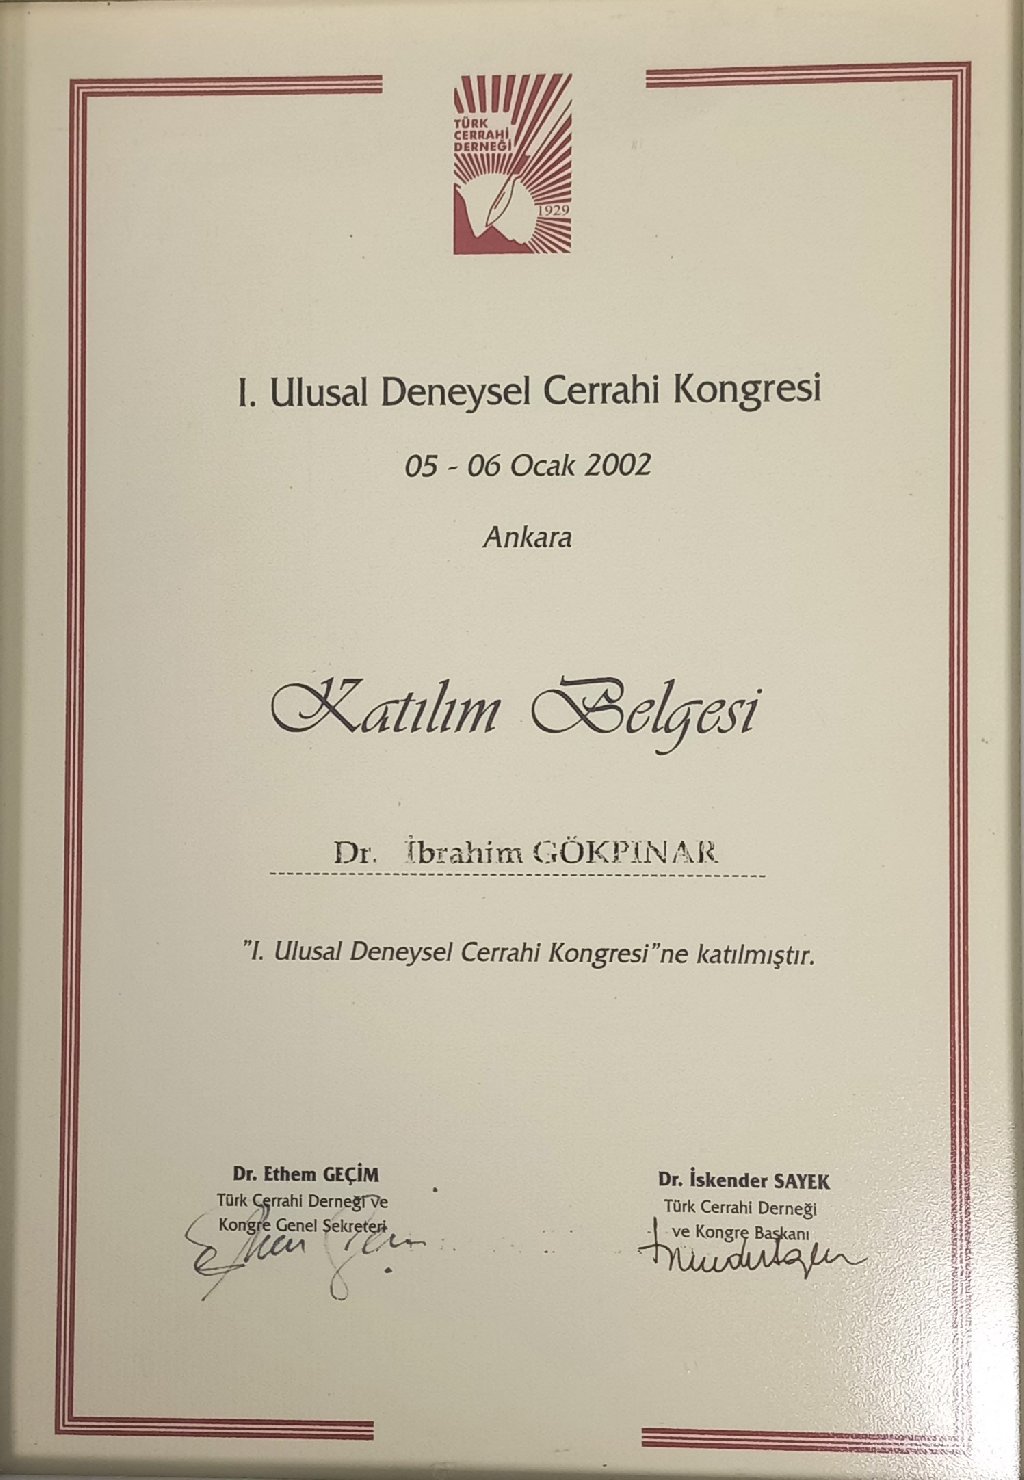 TÜRK
CERRAHİ
DERNEĞİ
1929
I. Ulusal Deneysel Cerrahi Kongresi
05 - 06 Ocak 2002
Ankara
Katılım Belgesi
Dr. İbrahim GÖKPINAR
"I. Ulusal Deneysel Cerrahi Kongresi"ne katılmıştır.
Dr. Ethem GEÇİM
Türk Cerrahi Derneği ve
Kongre Genel Sekreteri
Dr. İskender SAYEK
Türk Cerrahi Derneği
ve Kongre Başkanı